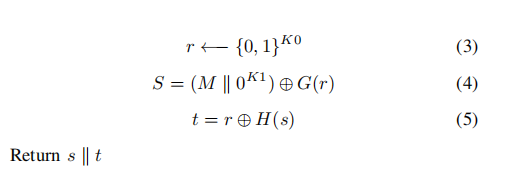 r ⟵ {0, 1}^{K0} (3)
S = (M ∥ 0^{K1}) ⊕ G(r) (4)
t = r ⊕ H(s) (5)
Return s ∥ t